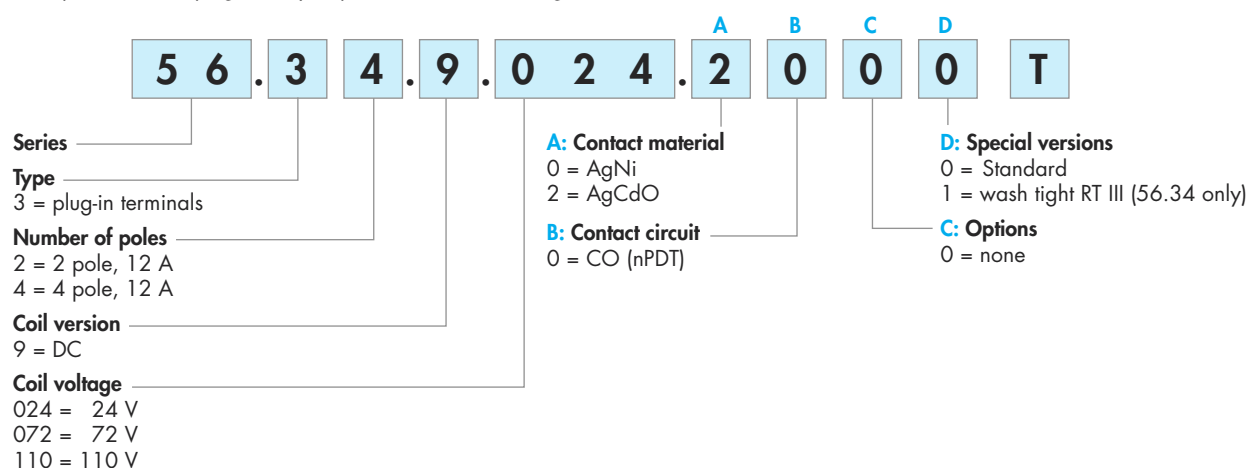 A B C D
5 6 . 3 4 . 9 . 0 2 4 . 2 0 0 0 T
Series
Type
3 = plug-in terminals
Number of poles
2 = 2 pole, 12 A
4 = 4 pole, 12 A
Coil version
9 = DC
Coil voltage
024 = 24 V
072 = 72 V
110 = 110 V
A: Contact material
0 = AgNi
2 = AgCdO
B: Contact circuit
0 = CO (nPDT)
D: Special versions
0 = Standard
1 = wash tight RT III (56.34 only)
C: Options
0 = none